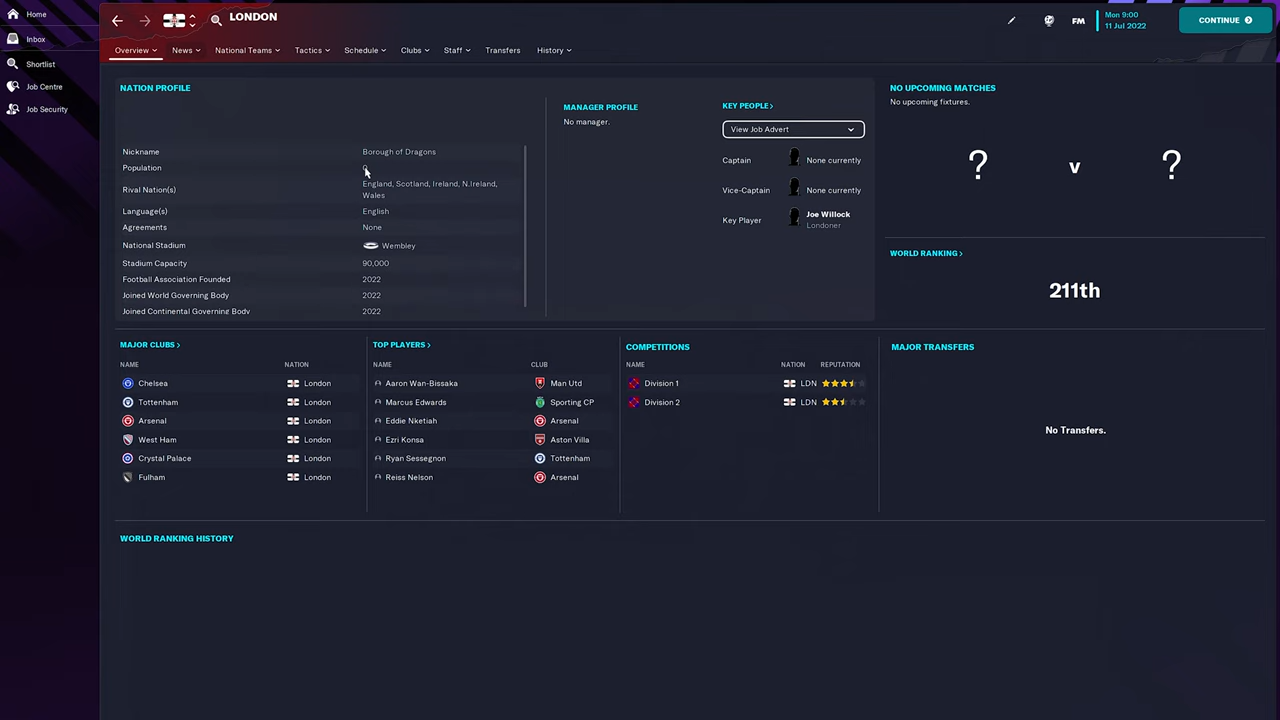 Home
Inbox
Shortlist
Job Centre
Job Security
LONDON
FM
Mon 9:00
11 Jul 2022
CONTINUE
Overview
News
National Teams
Tactics
Schedule
Clubs
Staff
Transfers
History
NATION PROFILE
Nickname Borough of Dragons
Population 0
Rival Nation(s) England, Scotland, Ireland, N.Ireland,
Wales
Language(s) English
Agreements None
National Stadium Wembley
Stadium Capacity 90,000
Football Association Founded 2022
Joined World Governing Body 2022
Joined Continental Governing Body 2022
MANAGER PROFILE
No manager.
KEY PEOPLE
View Job Advert
Captain None currently
Vice-Captain None currently
Key Player Joe Willock
Londoner
NO UPCOMING MATCHES
No upcoming fixtures.
? v ?
WORLD RANKING
211th
MAJOR CLUBS
NAME NATION
Chelsea London
Tottenham London
Arsenal London
West Ham London
Crystal Palace London
Fulham London
TOP PLAYERS
NAME CLUB
Aaron Wan-Bissaka Man Utd
Marcus Edwards Sporting CP
Eddie Nketiah Arsenal
Ezri Konsa Aston Villa
Ryan Sessegnon Tottenham
Reiss Nelson Arsenal
COMPETITIONS
NAME NATION REPUTATION
Division 1 LDN
Division 2 LDN
MAJOR TRANSFERS
No Transfers.
WORLD RANKING HISTORY